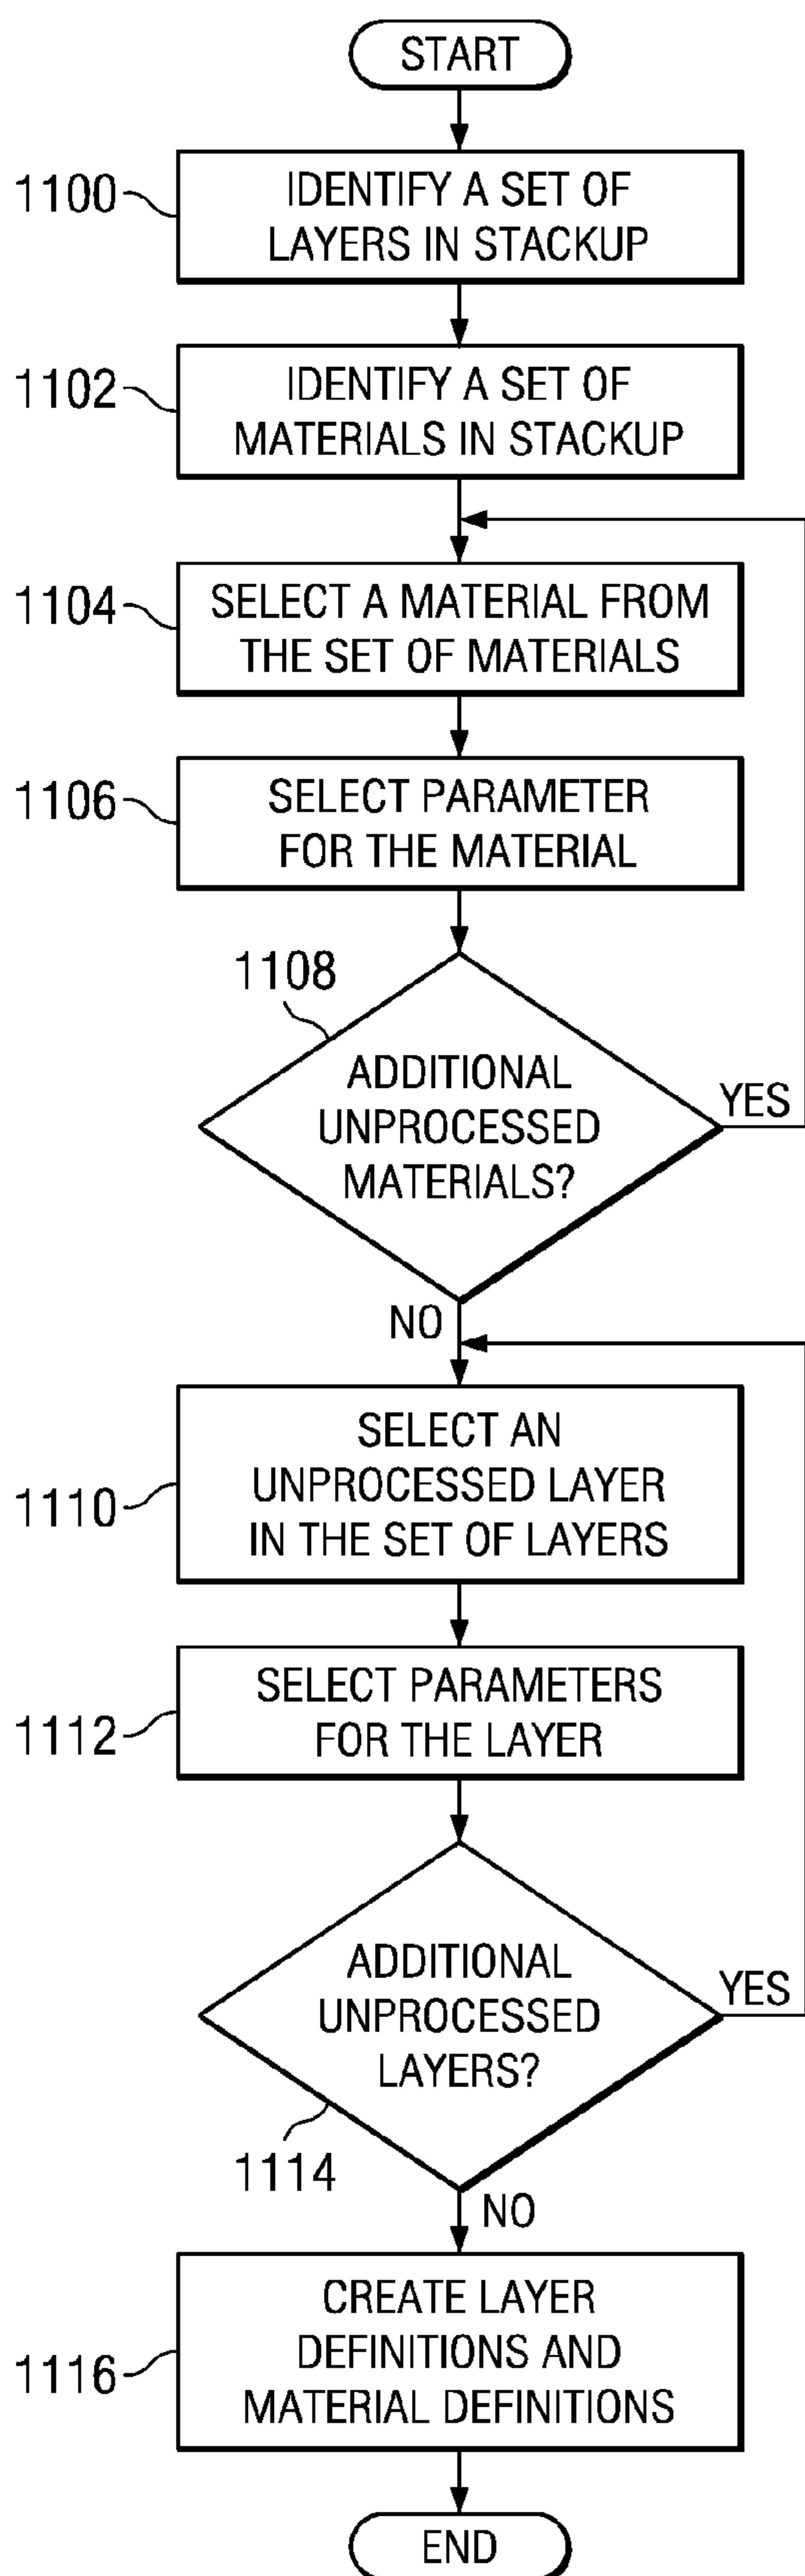 START
1100
IDENTIFY A SET OF
LAYERS IN STACKUP
1102
IDENTIFY A SET OF
MATERIALS IN STACKUP
1104
SELECT A MATERIAL FROM
THE SET OF MATERIALS
1106
SELECT PARAMETER
FOR THE MATERIAL
1108
ADDITIONAL
UNPROCESSED
MATERIALS?
YES
NO
1110
SELECT AN
UNPROCESSED LAYER
IN THE SET OF LAYERS
1112
SELECT PARAMETERS
FOR THE LAYER
ADDITIONAL
UNPROCESSED
LAYERS?
YES
1114
NO
1116
CREATE LAYER
DEFINITIONS AND
MATERIAL DEFINITIONS
END